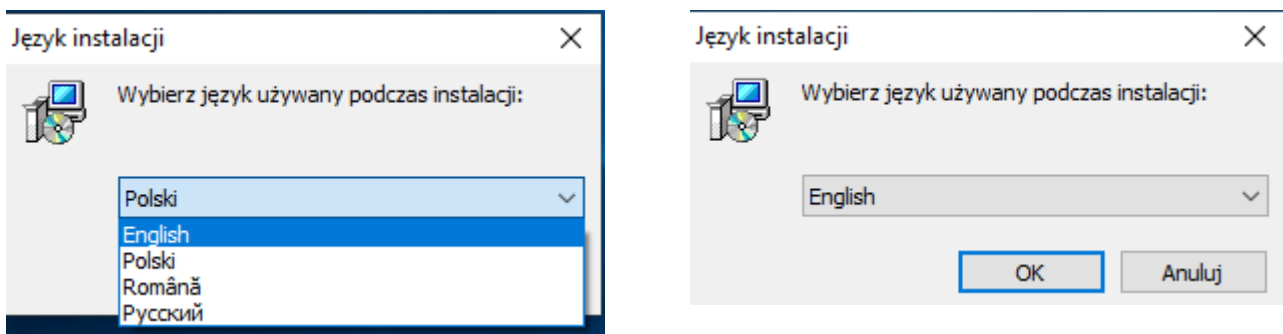 Język instalacji
Wybierz język używany podczas instalacji:
Polski
English
Polski
Română
Русский
Język instalacji
Wybierz język używany podczas instalacji:
English
OK
Anuluj